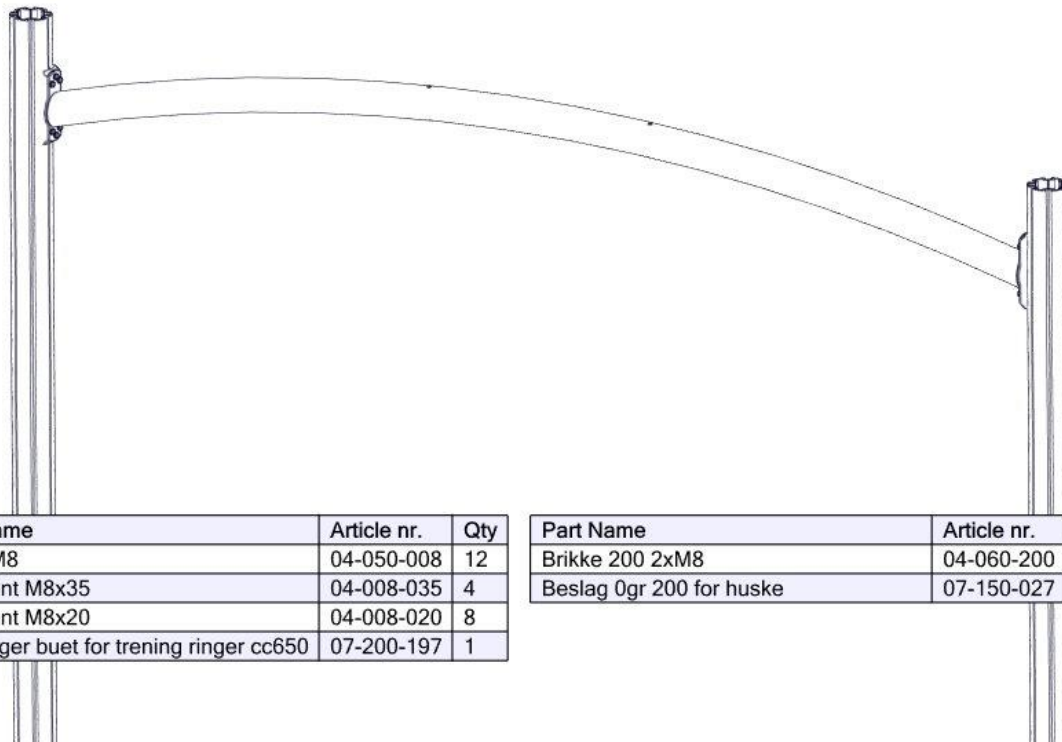 ame Article nr. Qty
M8 04-050-008 12
nt M8x35 04-008-035 4
nt M8x20 04-008-020 8
ger buet for trening ringer cc650 07-200-197 1
Part Name Article nr.
Brikke 200 2xM8 04-060-200
Beslag 0gr 200 for huske 07-150-027